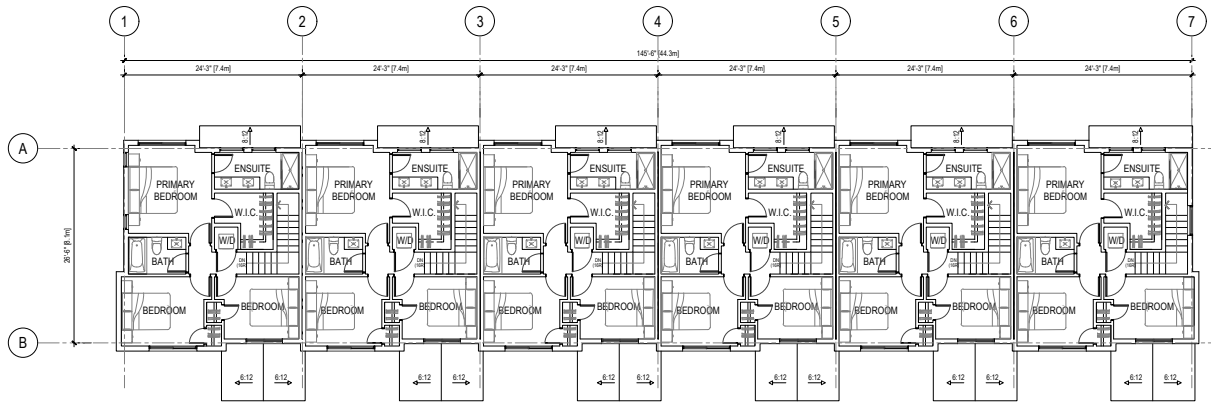 1 2 3 4 5 6 7
145'-6" [44.3m]
24'-3" [7.4m] 24'-3" [7.4m] 24'-3" [7.4m] 24'-3" [7.4m] 24'-3" [7.4m] 24'-3" [7.4m]
8:12 8:12 8:12 8:12 8:12 8:12
A
ENSUITE ENSUITE ENSUITE ENSUITE ENSUITE ENSUITE
PRIMARY PRIMARY PRIMARY PRIMARY PRIMARY PRIMARY
BEDROOM BEDROOM BEDROOM BEDROOM BEDROOM BEDROOM
W.I.C. W.I.C. W.I.C. W.I.C. W.I.C. W.I.C.
26'-6" [8.1m]
W/D W/D W/D W/D W/D W/D
BATH BATH BATH BATH BATH BATH
DN DN DN DN DN DN
BEDROOM BEDROOM BEDROOM BEDROOM BEDROOM BEDROOM BEDROOM BEDROOM BEDROOM BEDROOM BEDROOM BEDROOM
B
6:12 6:12 6:12 6:12 6:12 6:12 6:12 6:12 6:12 6:12 6:12 6:12